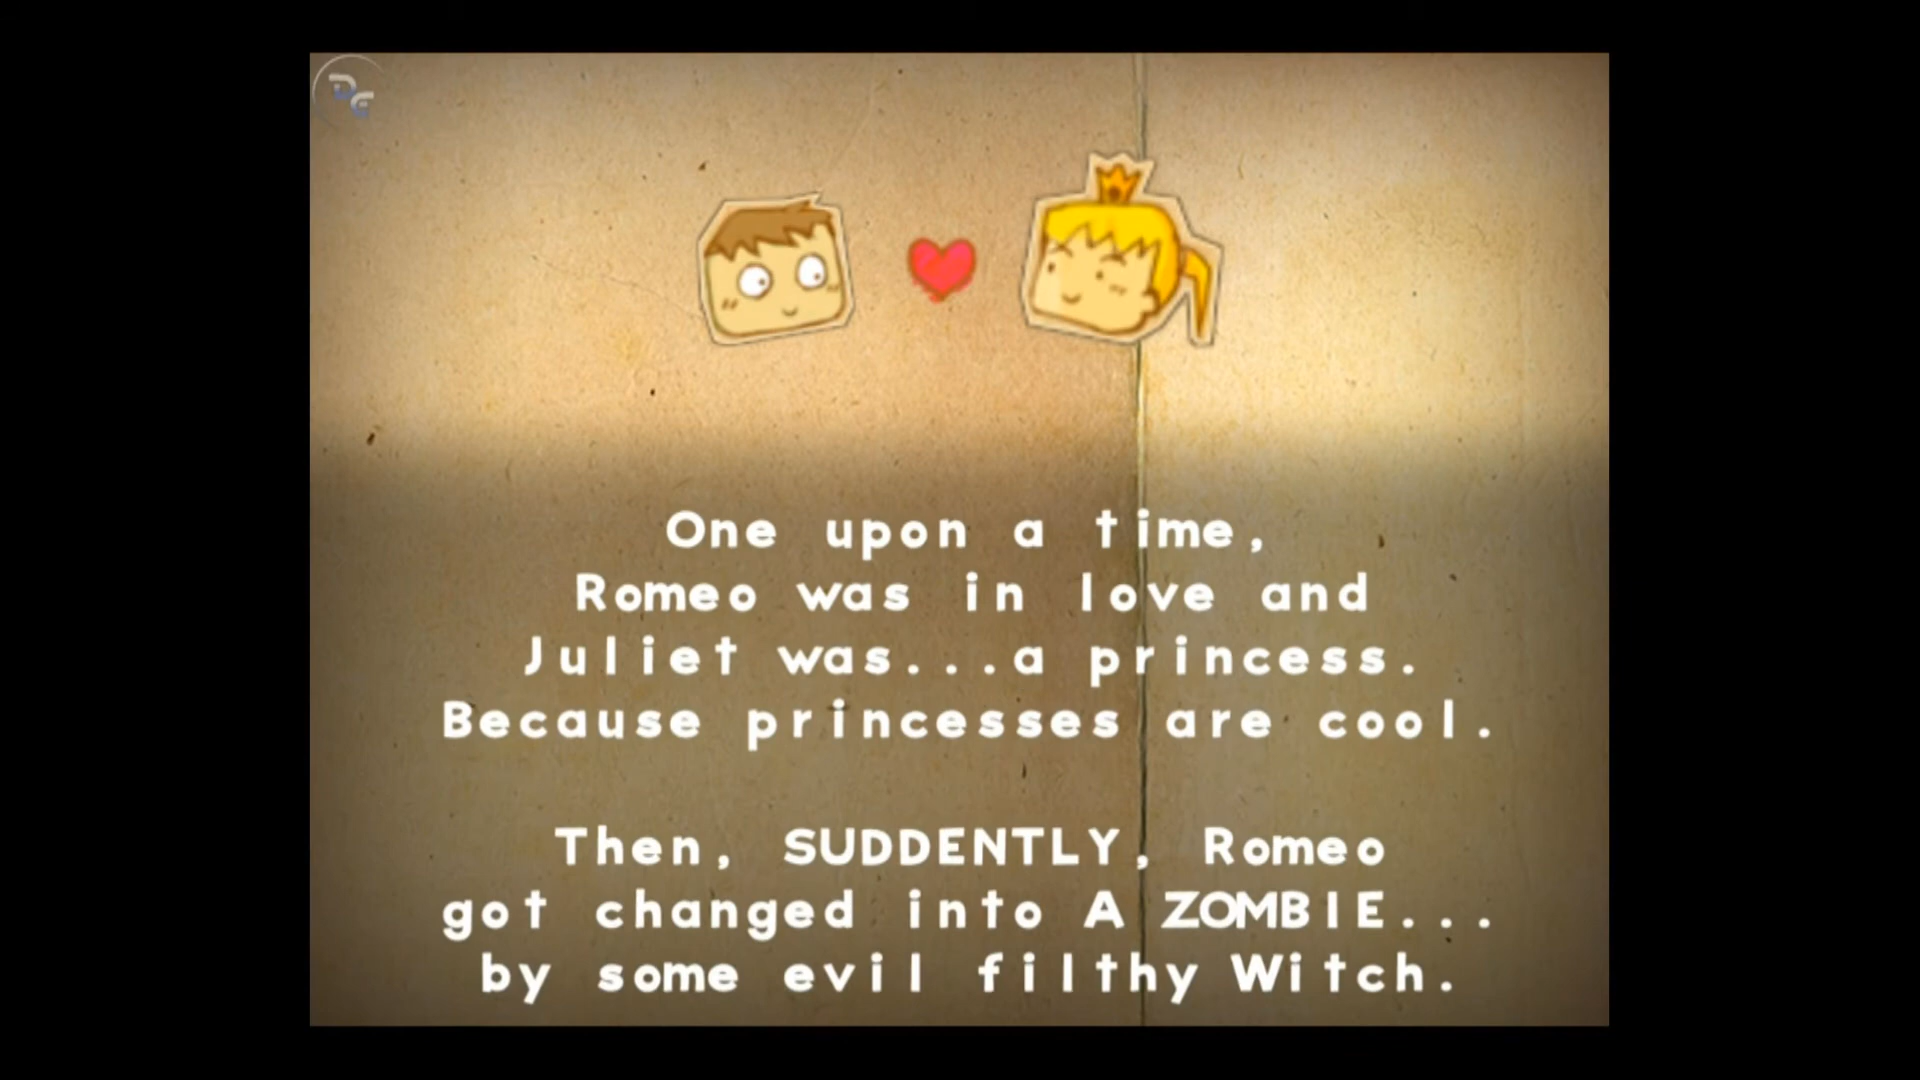 DG
One upon a time,
Romeo was in love and
Juliet was...a princess.
Because princesses are cool.
Then, SUDDENTLY, Romeo
got changed into A ZOMBIE...
by some evil filthy Witch.